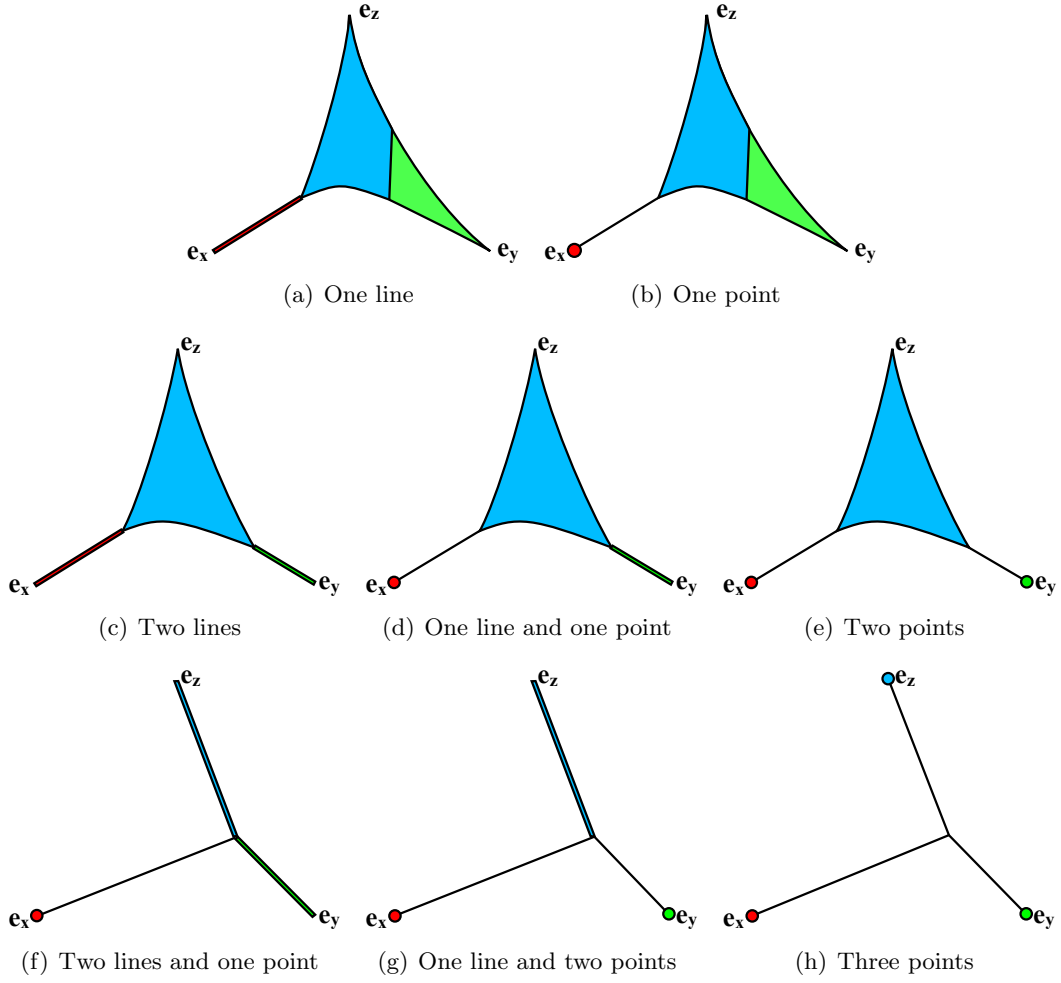 e_z e_z
e_x e_y e_x e_y
(a) One line (b) One point
e_z e_z e_z
e_x e_y e_x e_y e_x e_y
(c) Two lines (d) One line and one point (e) Two points
e_z e_z e_z
e_x e_y e_x e_y e_x e_y
(f) Two lines and one point (g) One line and two points (h) Three points